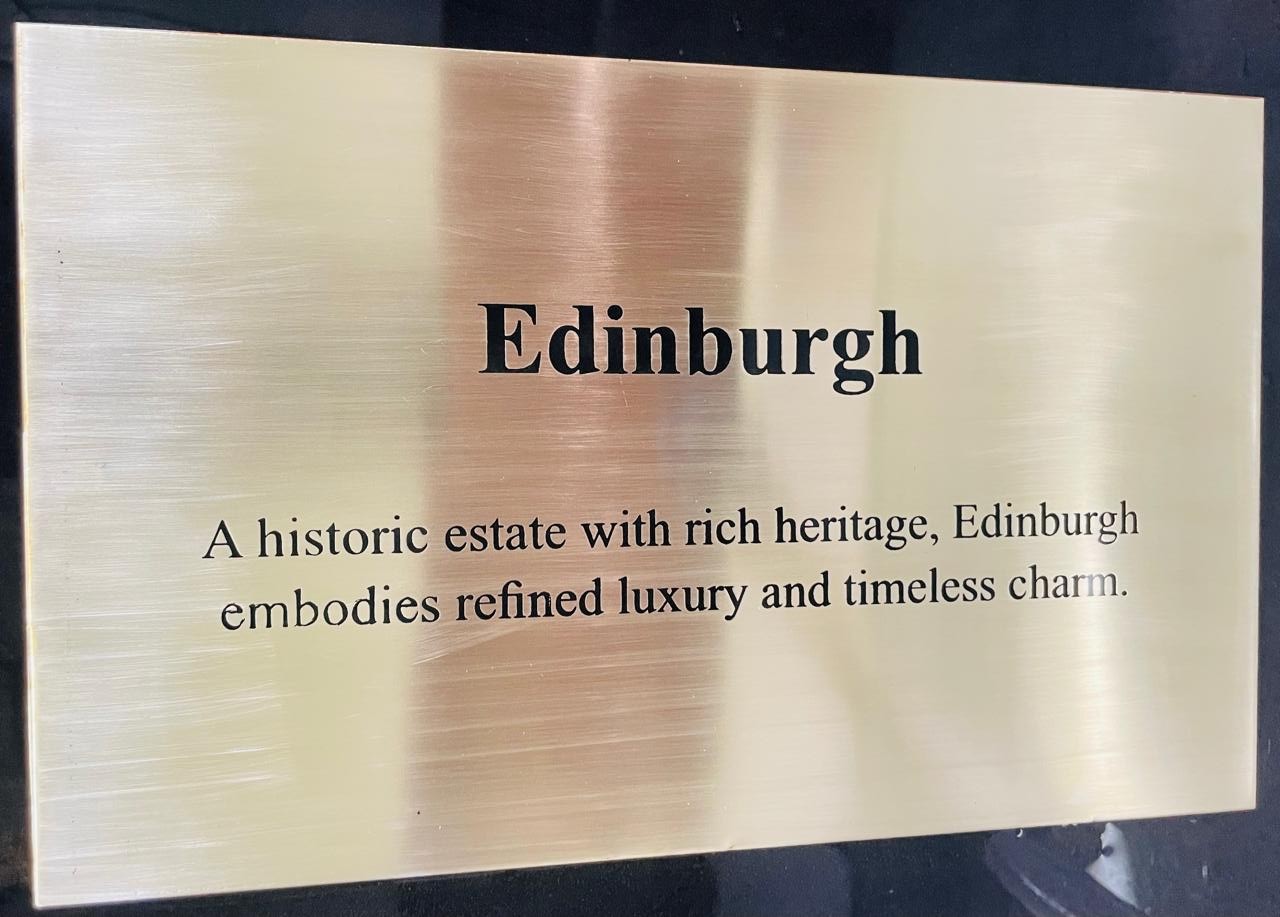 Edinburgh
A historic estate with rich heritage, Edinburgh
embodies refined luxury and timeless charm.